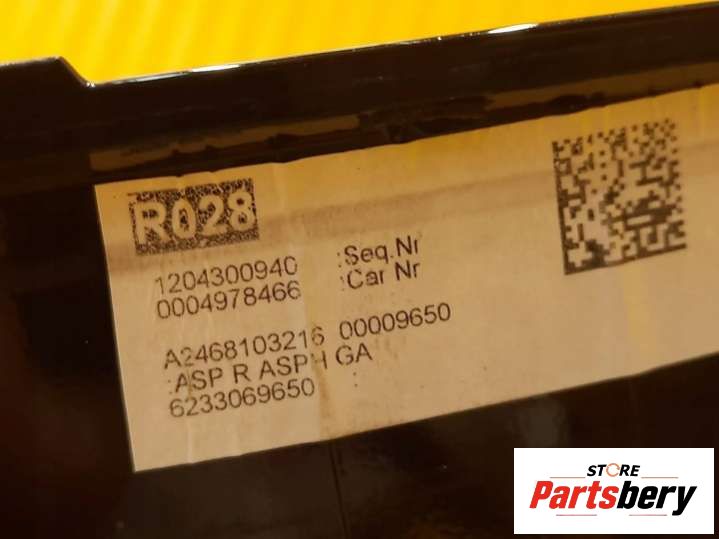 R028
1204300940 :Seq.Nr
0004978466 :Car Nr
A2468103216 00009650
:ASP R ASPH GA
6233069650 :
STORE
Partsbery